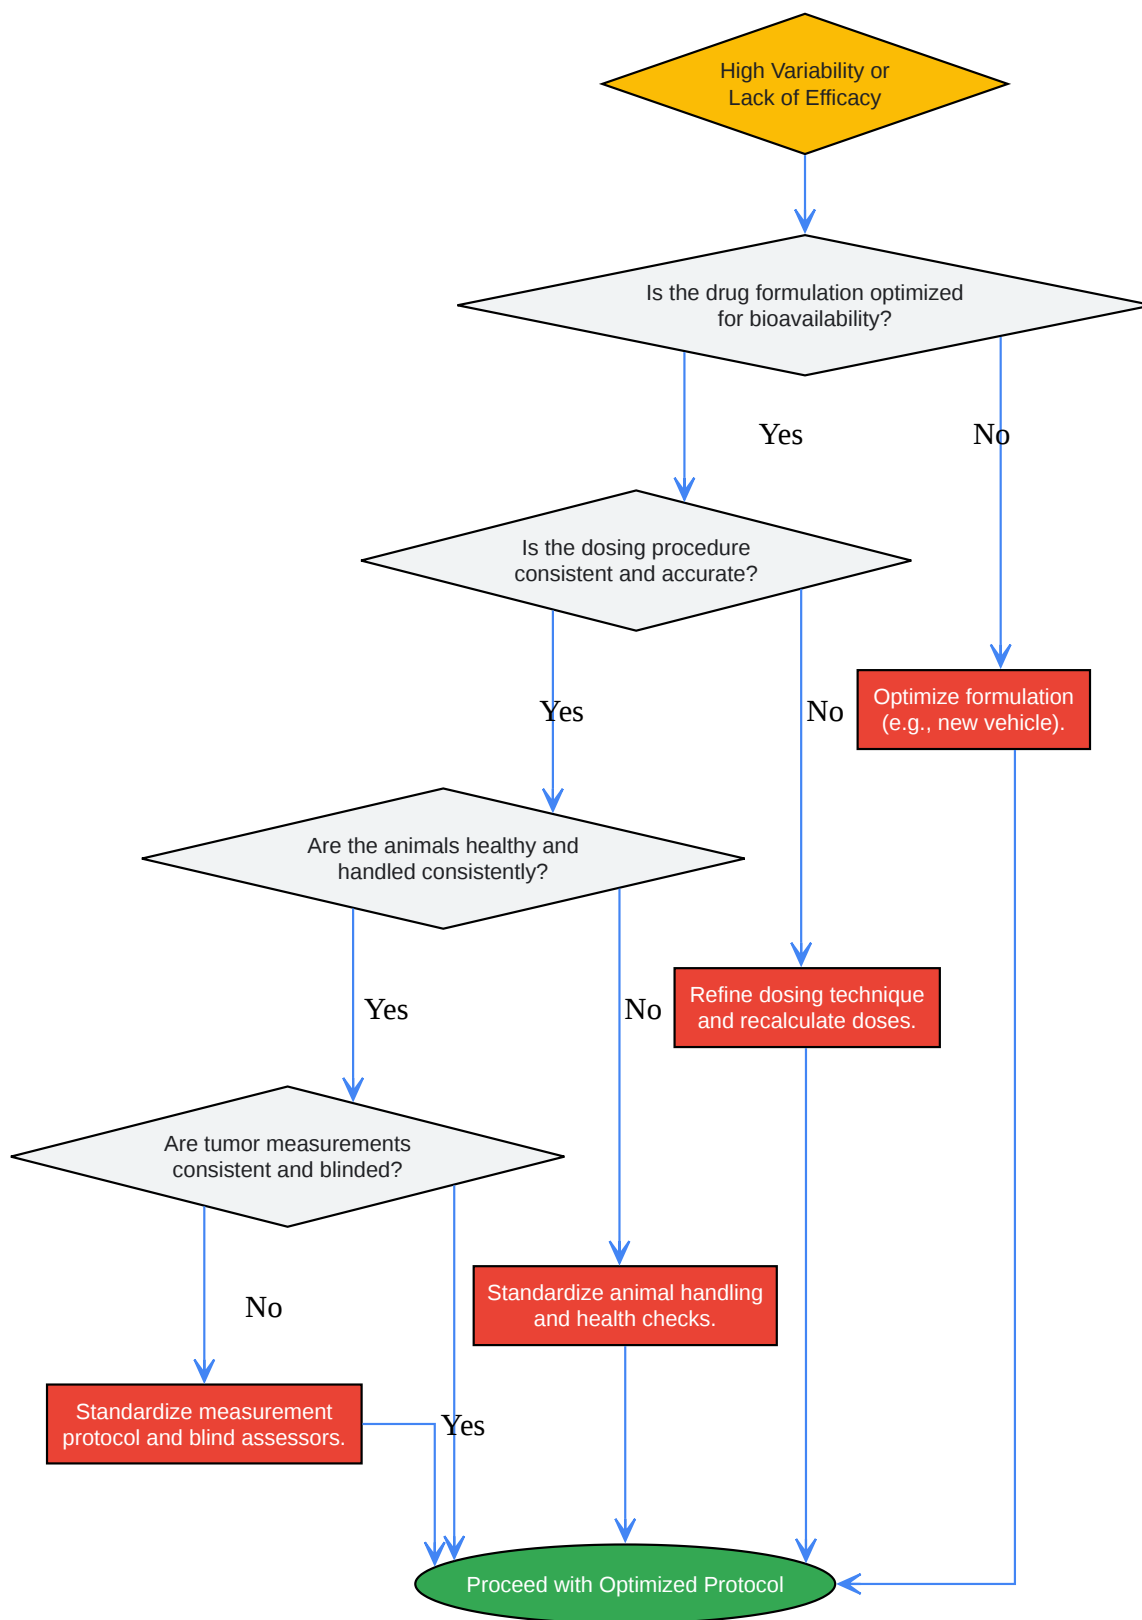 High Variability or
Lack of Efficacy
Is the drug formulation optimized
for bioavailability?
Yes
No
Is the dosing procedure
consistent and accurate?
Optimize formulation
(e.g., new vehicle).
Yes
No
Are the animals healthy and
handled consistently?
Refine dosing technique
and recalculate doses.
Yes
No
Are tumor measurements
consistent and blinded?
Standardize animal handling
and health checks.
No
Standardize measurement
protocol and blind assessors.
Yes
Proceed with Optimized Protocol